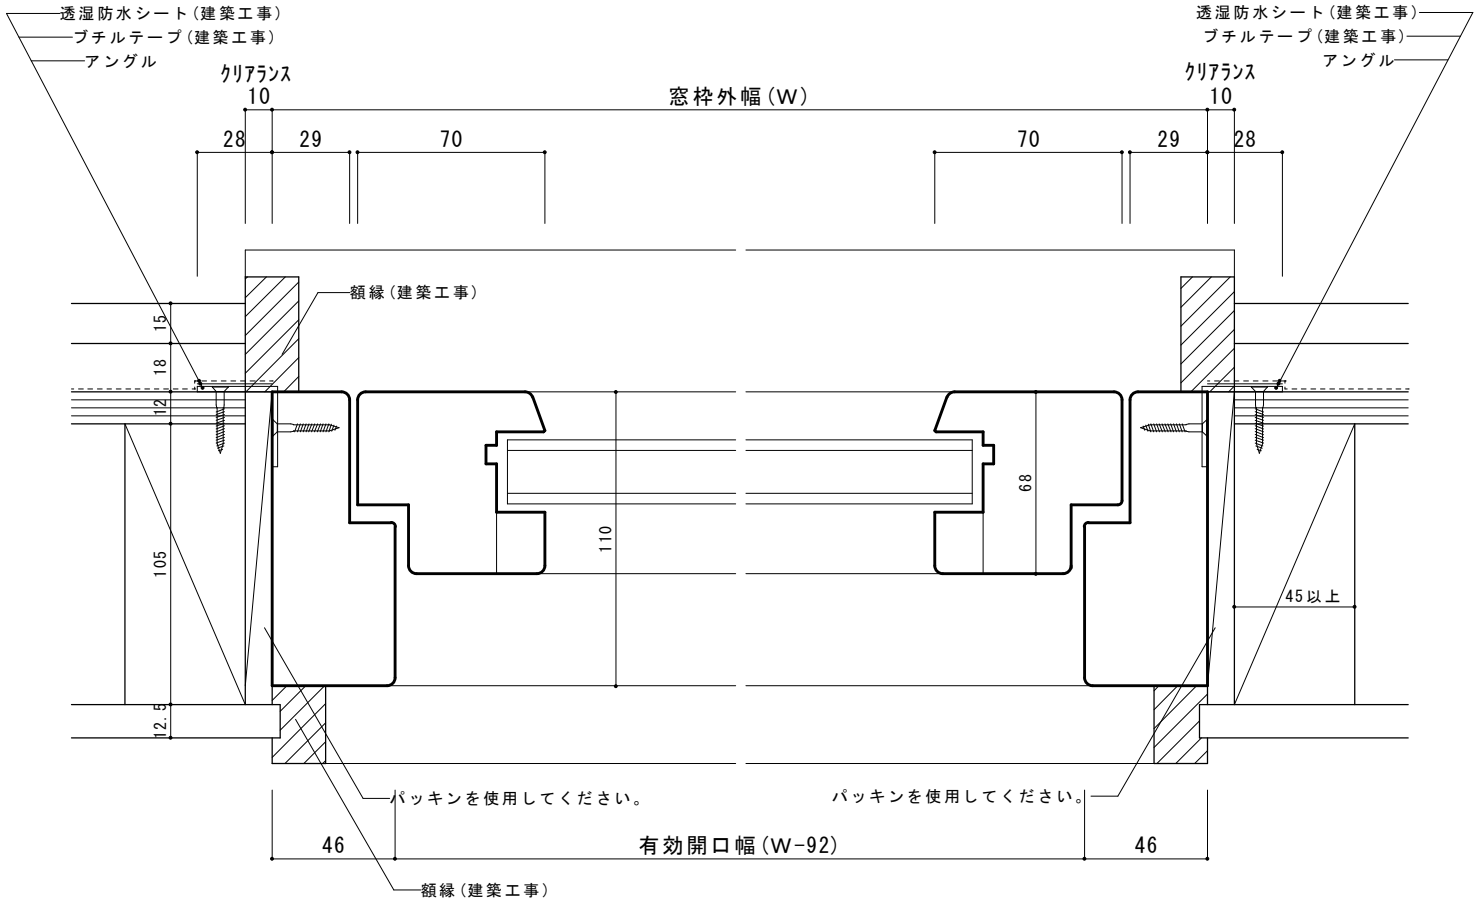 透湿防水シート(建築工事)
ブチルテープ(建築工事)
アングル
透湿防水シート(建築工事)
ブチルテープ(建築工事)
アングル
クリアランス
10
窓枠外幅(W)
クリアランス
10
28
29
70
70
29
28
額縁(建築工事)
15
18
12
105
12.5
110
68
45以上
パッキンを使用してください。
パッキンを使用してください。
46
有効開口幅(W-92)
46
額縁(建築工事)